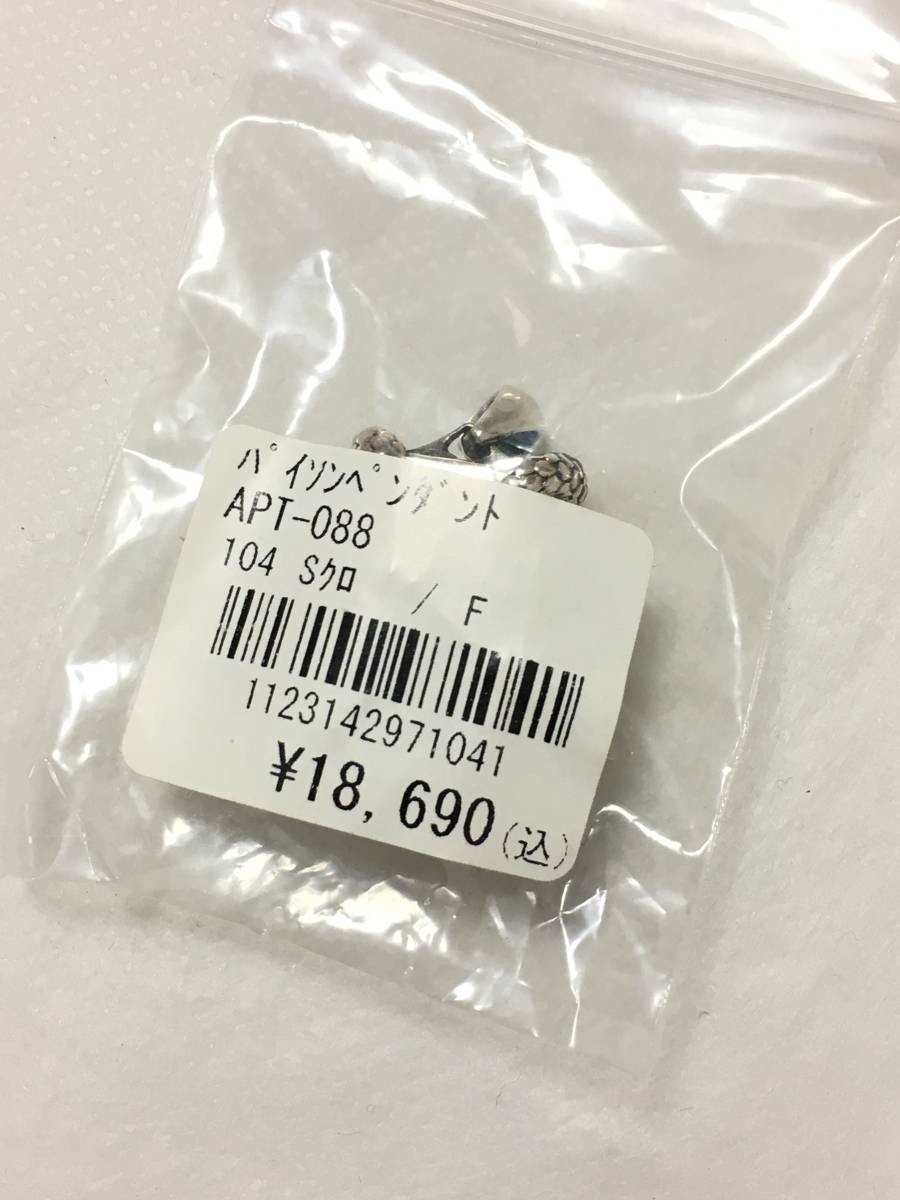 ﾊﾟｲｿﾝﾍﾟﾝﾀﾞﾝﾄ
APT-088
104 Sｸﾛ / F
1123142971041
¥18,690(込)